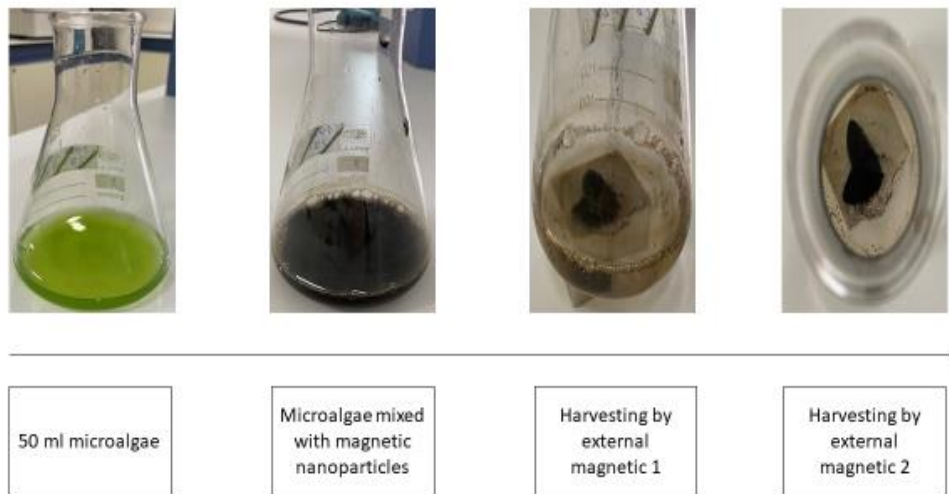 50 ml microalgae
Microalgae mixed
with magnetic
nanoparticles
Harvesting by
external
magnetic 1
Harvesting by
external
magnetic 2